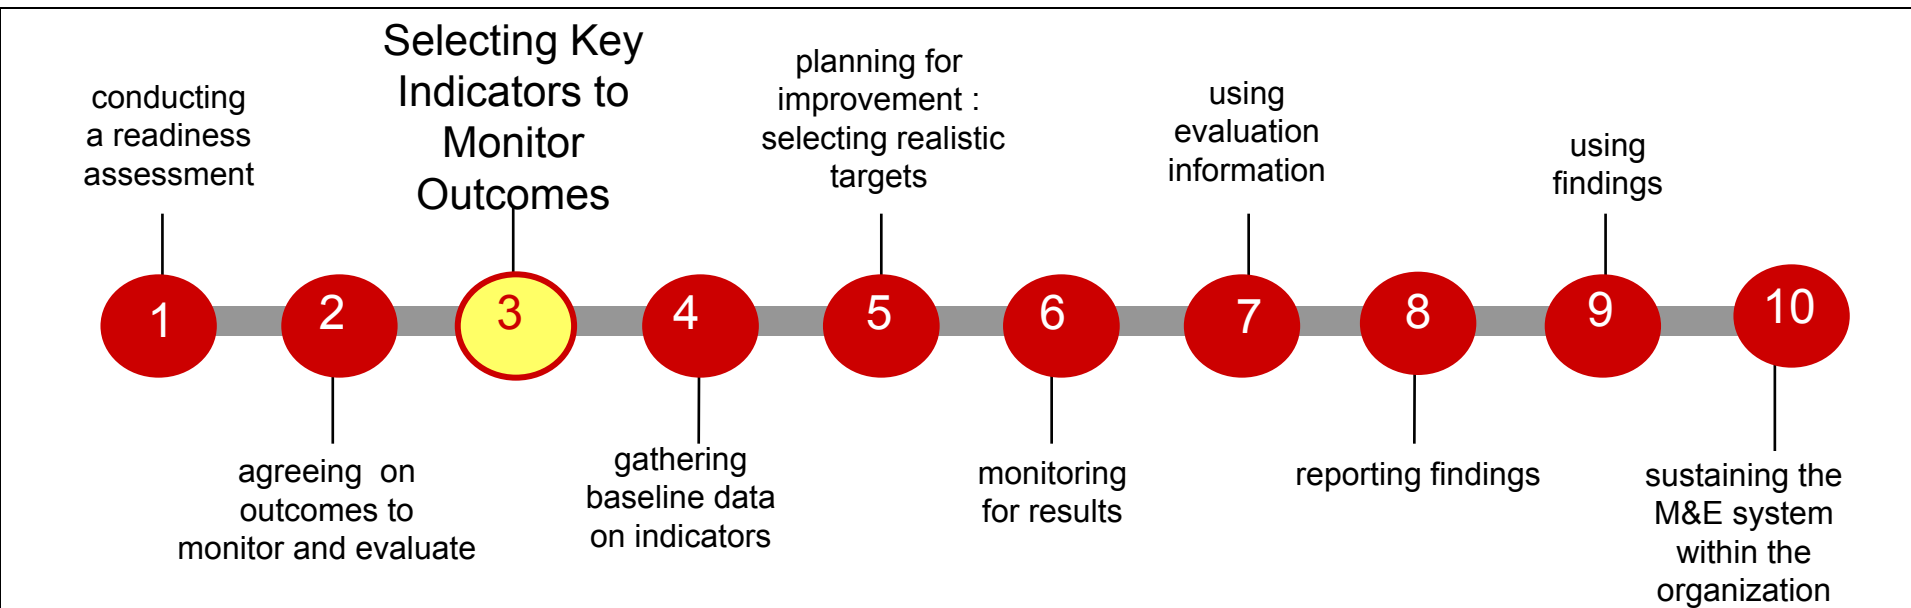 conducting
a readiness
assessment
Selecting Key
Indicators to
Monitor
Outcomes
planning for
improvement :
selecting realistic
targets
using
evaluation
information
using
findings
1
2
3
4
5
6
7
8
9
10
agreeing on
outcomes to
monitor and evaluate
gathering
baseline data
on indicators
monitoring
for results
reporting findings
sustaining the
M&E system
within the
organization